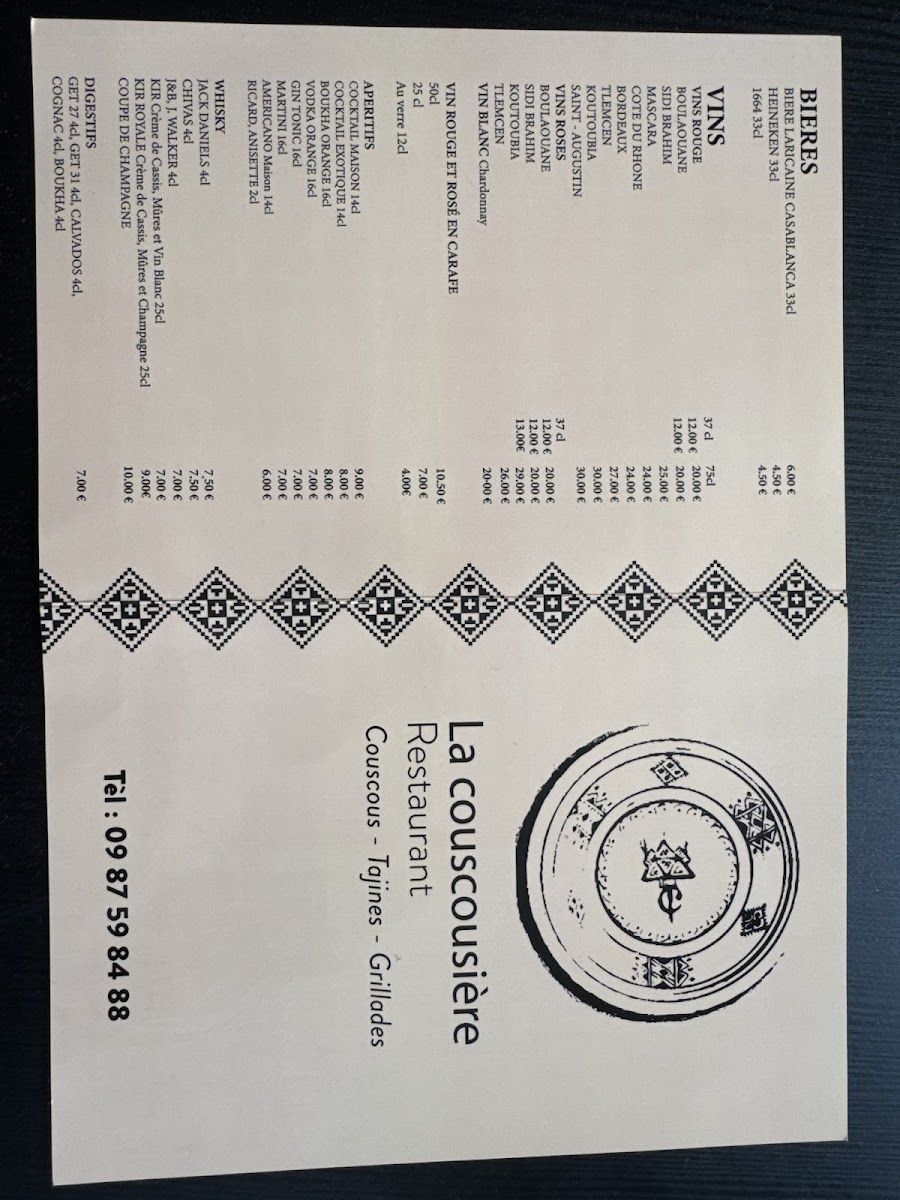 BIERES
BIERE LABRICAINE CASABLANCA 33cl 6.00 €
HEINEKEN 33cl 4.50 €
1664 33cl 4.50 €
VINS
VINS ROUGE 37 cl 75cl
BOULAOUANE 12.00 € 20.00 €
SIDI BRAHIM 12.00 € 20.00 €
MASCARA 25.00 €
COTE DU RHONE 24.00 €
BORDEAUX 24.00 €
TLEMCEN 27.00 €
KOUTOUBIA 30.00 €
SAINT - AUGUSTIN 30.00 €
VINS ROSES 37 cl
BOULAOUANE 12.00 € 20.00 €
SIDI BRAHIM 12.00 € 20.00 €
KOUTOUBIA 13.00€ 29.00 €
TLEMCEN 26.00 €
VIN BLANC Chardonnay 20-00 €
VIN ROUGE ET ROSÉ EN CARAFE
50cl 10.50 €
25 cl 7.00 €
Au verre 12cl 4.00€
APERITIFS
COCKTAIL MAISON 14cl 9.00 €
COCKTAIL EXOTIQUE 14cl 8.00 €
BOUKHA ORANGE 16cl 8.00 €
VODKA ORANGE 16cl 7.00 €
GIN TONIC 16cl 7.00 €
MARTINI 16cl 7.00 €
AMERICANO Maison 14cl 6.00 €
RICARD, ANISETTE 2cl
WHISKY
JACK DANIELS 4cl 7,50 €
CHIVAS 4cl 7,50 €
J&B, J, WALKER 4cl 7.00 €
KIR Crème de Cassis, Mûres et Vin Blanc 25cl 7.00 €
KIR ROYALE Crème de Cassis, Mûres et Champagne 25cl 9.00€
COUPE DE CHAMPAGNE 10.00 €
DIGESTIFS
GET 27 4cl, GET 31 4cl, CALVADOS 4cl, 7.00 €
COGNAC 4cl, BOUKHA 4cl
La couscousière
Restaurant
Couscous - Tajines - Grillades
Tèl : 09 87 59 84 88